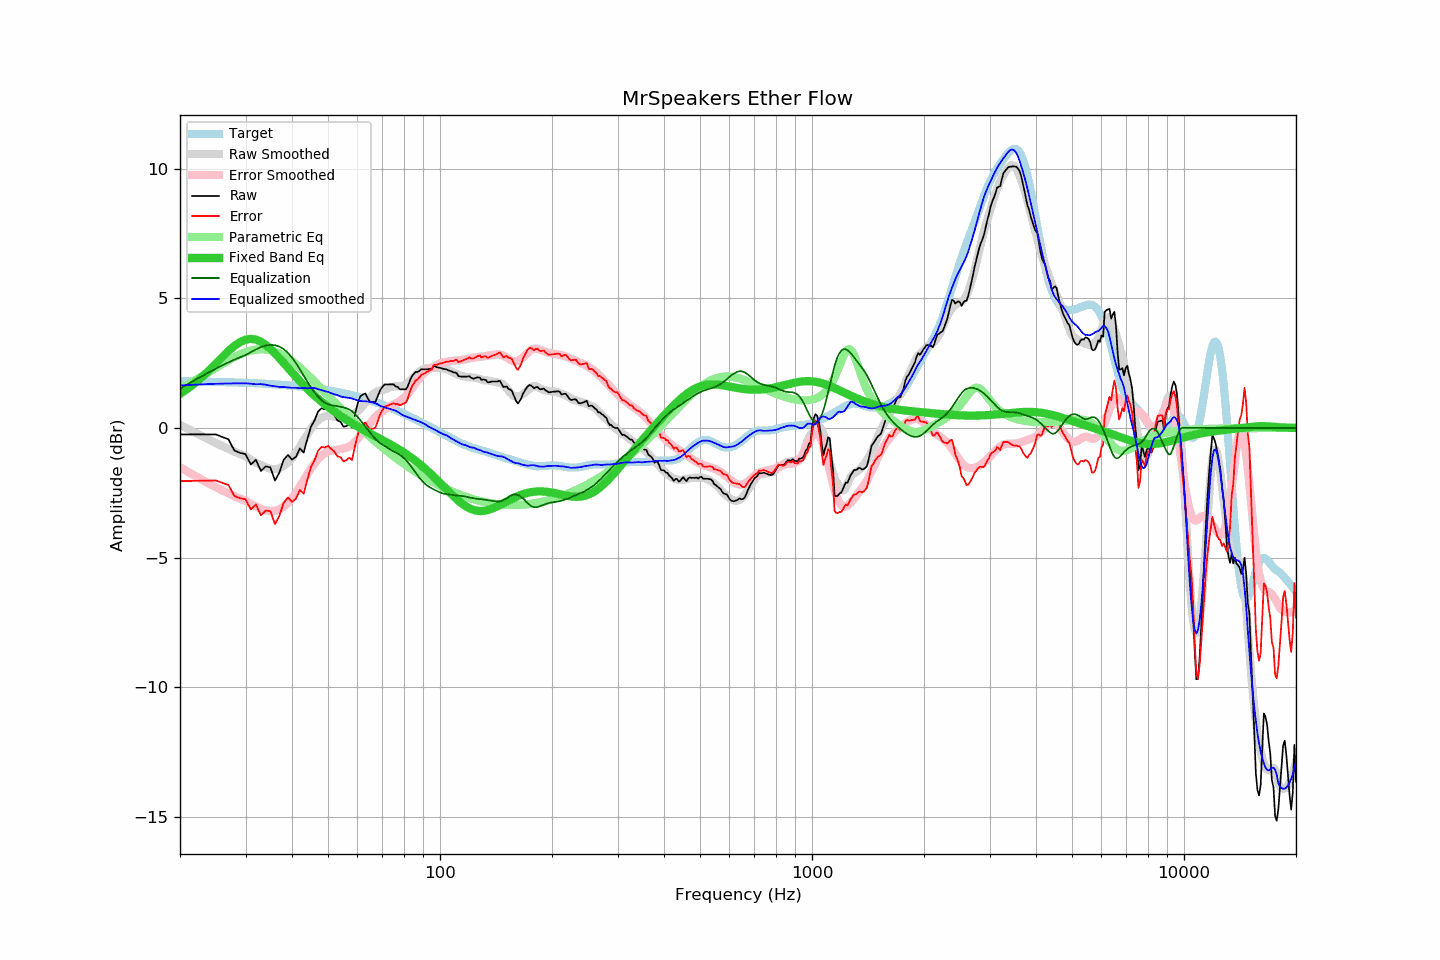 MrSpeakers Ether Flow
Target
Raw Smoothed
Error Smoothed
Raw
Error
Parametric Eq
Fixed Band Eq
Equalization
Equalized smoothed
10
5
0
−5
−10
−15
Amplitude (dBr)
100
1000
10000
Frequency (Hz)